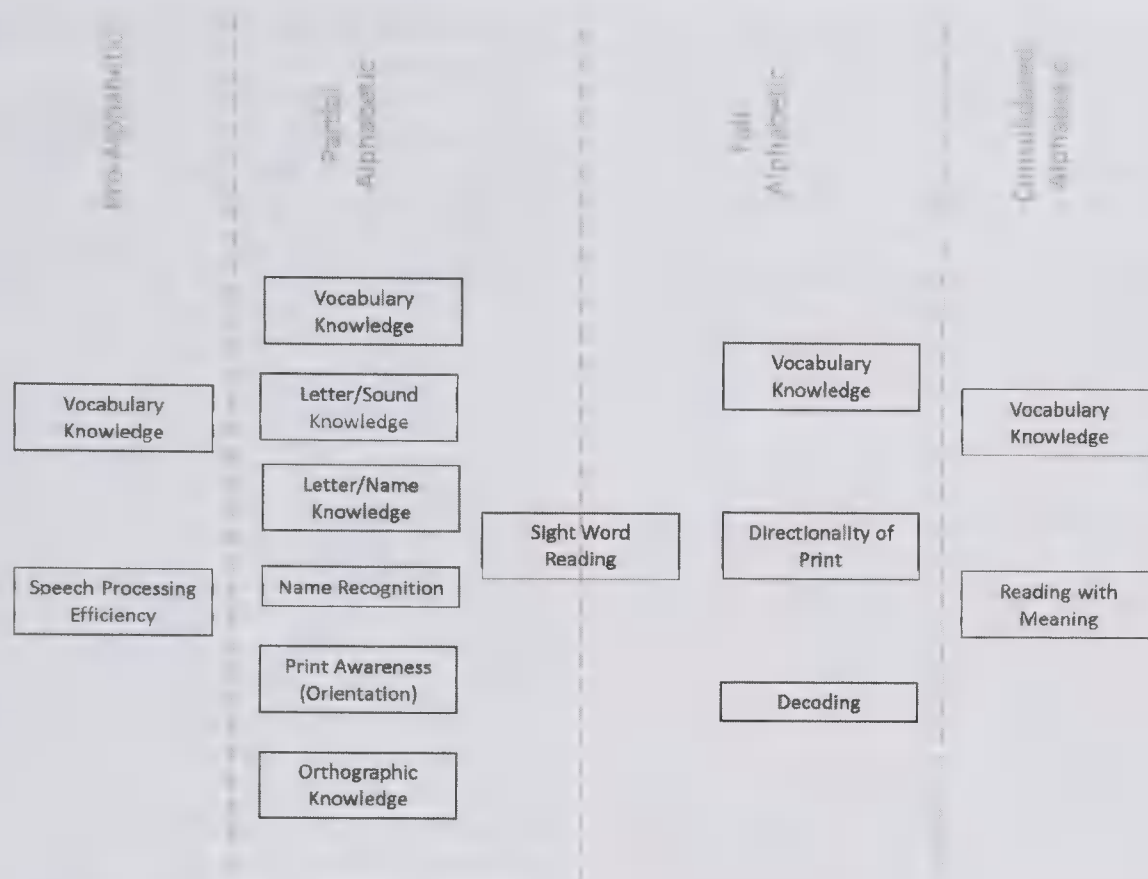 Pre-Alphabetic
Partial
Alphabetic
Full
Alphabetic
Consolidated
Alphabetic
Vocabulary
Knowledge
Speech Processing
Efficiency
Vocabulary
Knowledge
Letter/Sound
Knowledge
Letter/Name
Knowledge
Name Recognition
Print Awareness
(Orientation)
Orthographic
Knowledge
Sight Word
Reading
Vocabulary
Knowledge
Directionality of
Print
Decoding
Vocabulary
Knowledge
Reading with
Meaning